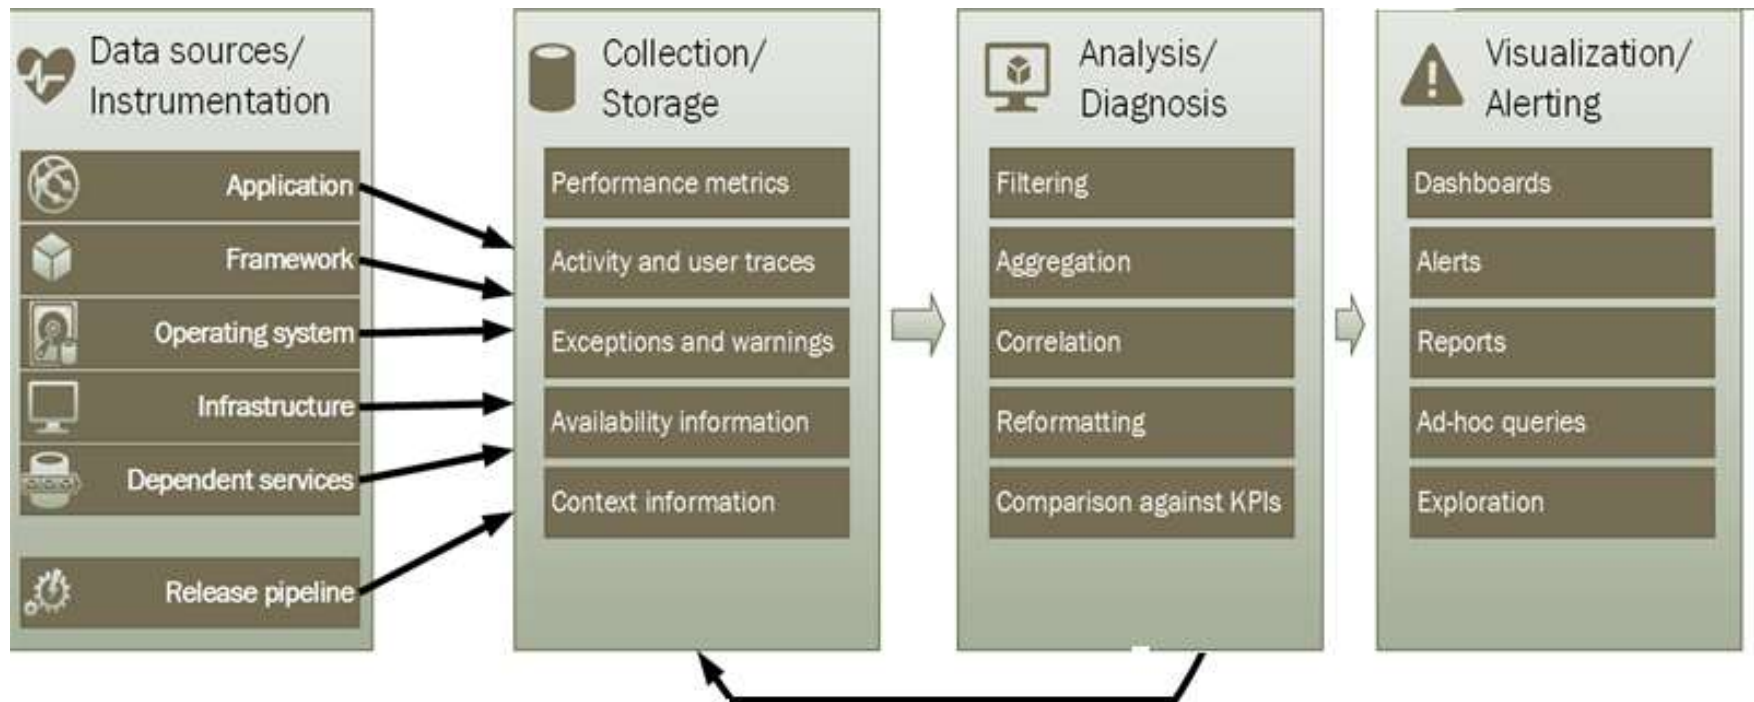 Data sources/
Instrumentation
Application
Framework
Operating system
Infrastructure
Dependent services
Release pipeline
Collection/
Storage
Performance metrics
Activity and user traces
Exceptions and warnings
Availability information
Context information
Analysis/
Diagnosis
Filtering
Aggregation
Correlation
Reformatting
Comparison against KPIs
Visualization/
Alerting
Dashboards
Alerts
Reports
Ad-hoc queries
Exploration